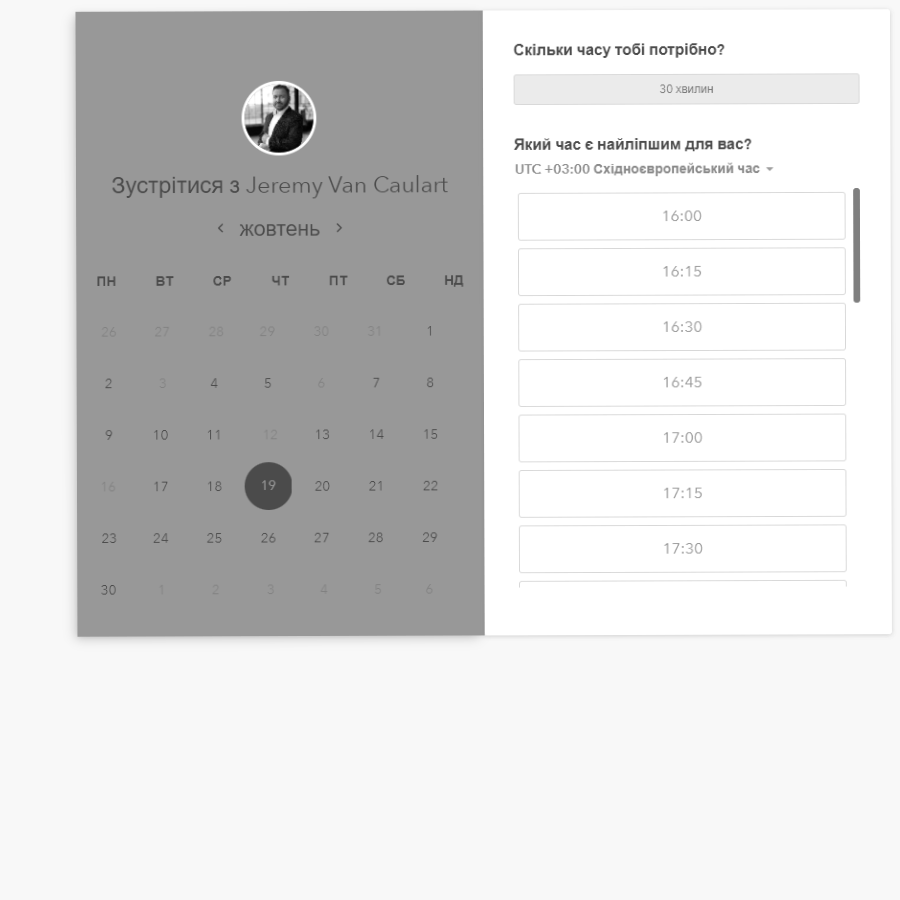 Зустрітися з Jeremy Van Caulart
жовтень
ПН ВТ СР ЧТ ПТ СБ НД
26 27 28 29 30 31 1
2 3 4 5 6 7 8
9 10 11 12 13 14 15
16 17 18 19 20 21 22
23 24 25 26 27 28 29
30 1 2 3 4 5 6
Скільки часу тобі потрібно?
30 хвилин
Який час є найліпшим для вас?
UTC +03:00 Східноєвропейський час
16:00
16:15
16:30
16:45
17:00
17:15
17:30